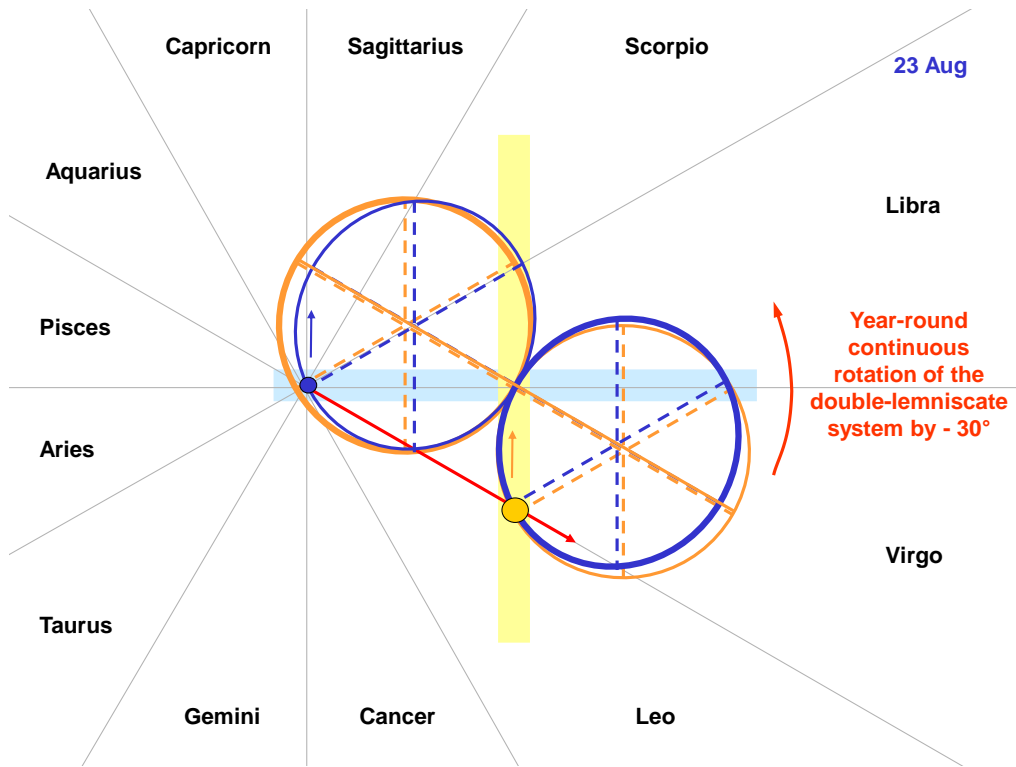 Capricorn
Sagittarius
Scorpio
23 Aug
Aquarius
Libra
Pisces
Year-round
continuous
rotation of the
double-lemniscate
system by - 30°
Aries
Virgo
Taurus
Gemini
Cancer
Leo